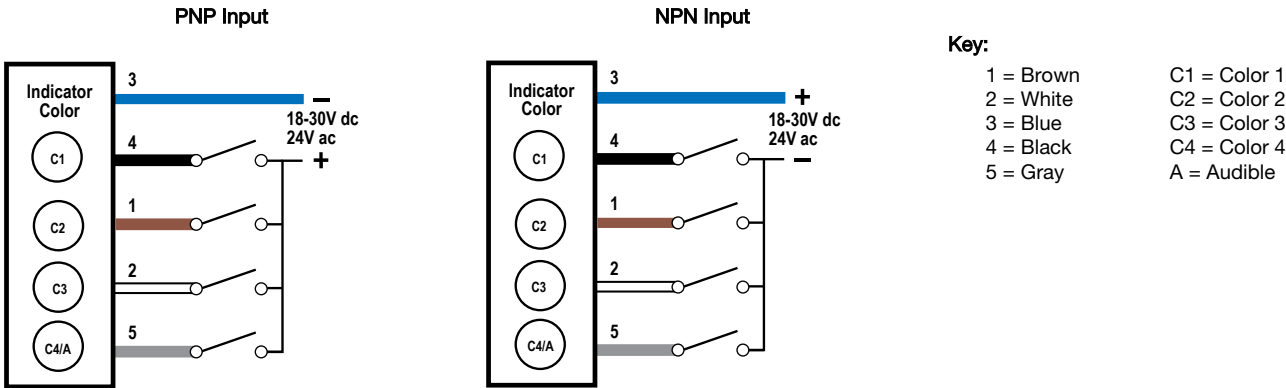 PNP Input
Indicator
Color
C1
C2
C3
C4/A
3
4
1
2
5
–
18-30V dc
24V ac
+
NPN Input
Indicator
Color
C1
C2
C3
C4/A
3
4
1
2
5
+
18-30V dc
24V ac
–
Key:
1 = Brown
2 = White
3 = Blue
4 = Black
5 = Gray
C1 = Color 1
C2 = Color 2
C3 = Color 3
C4 = Color 4
A = Audible